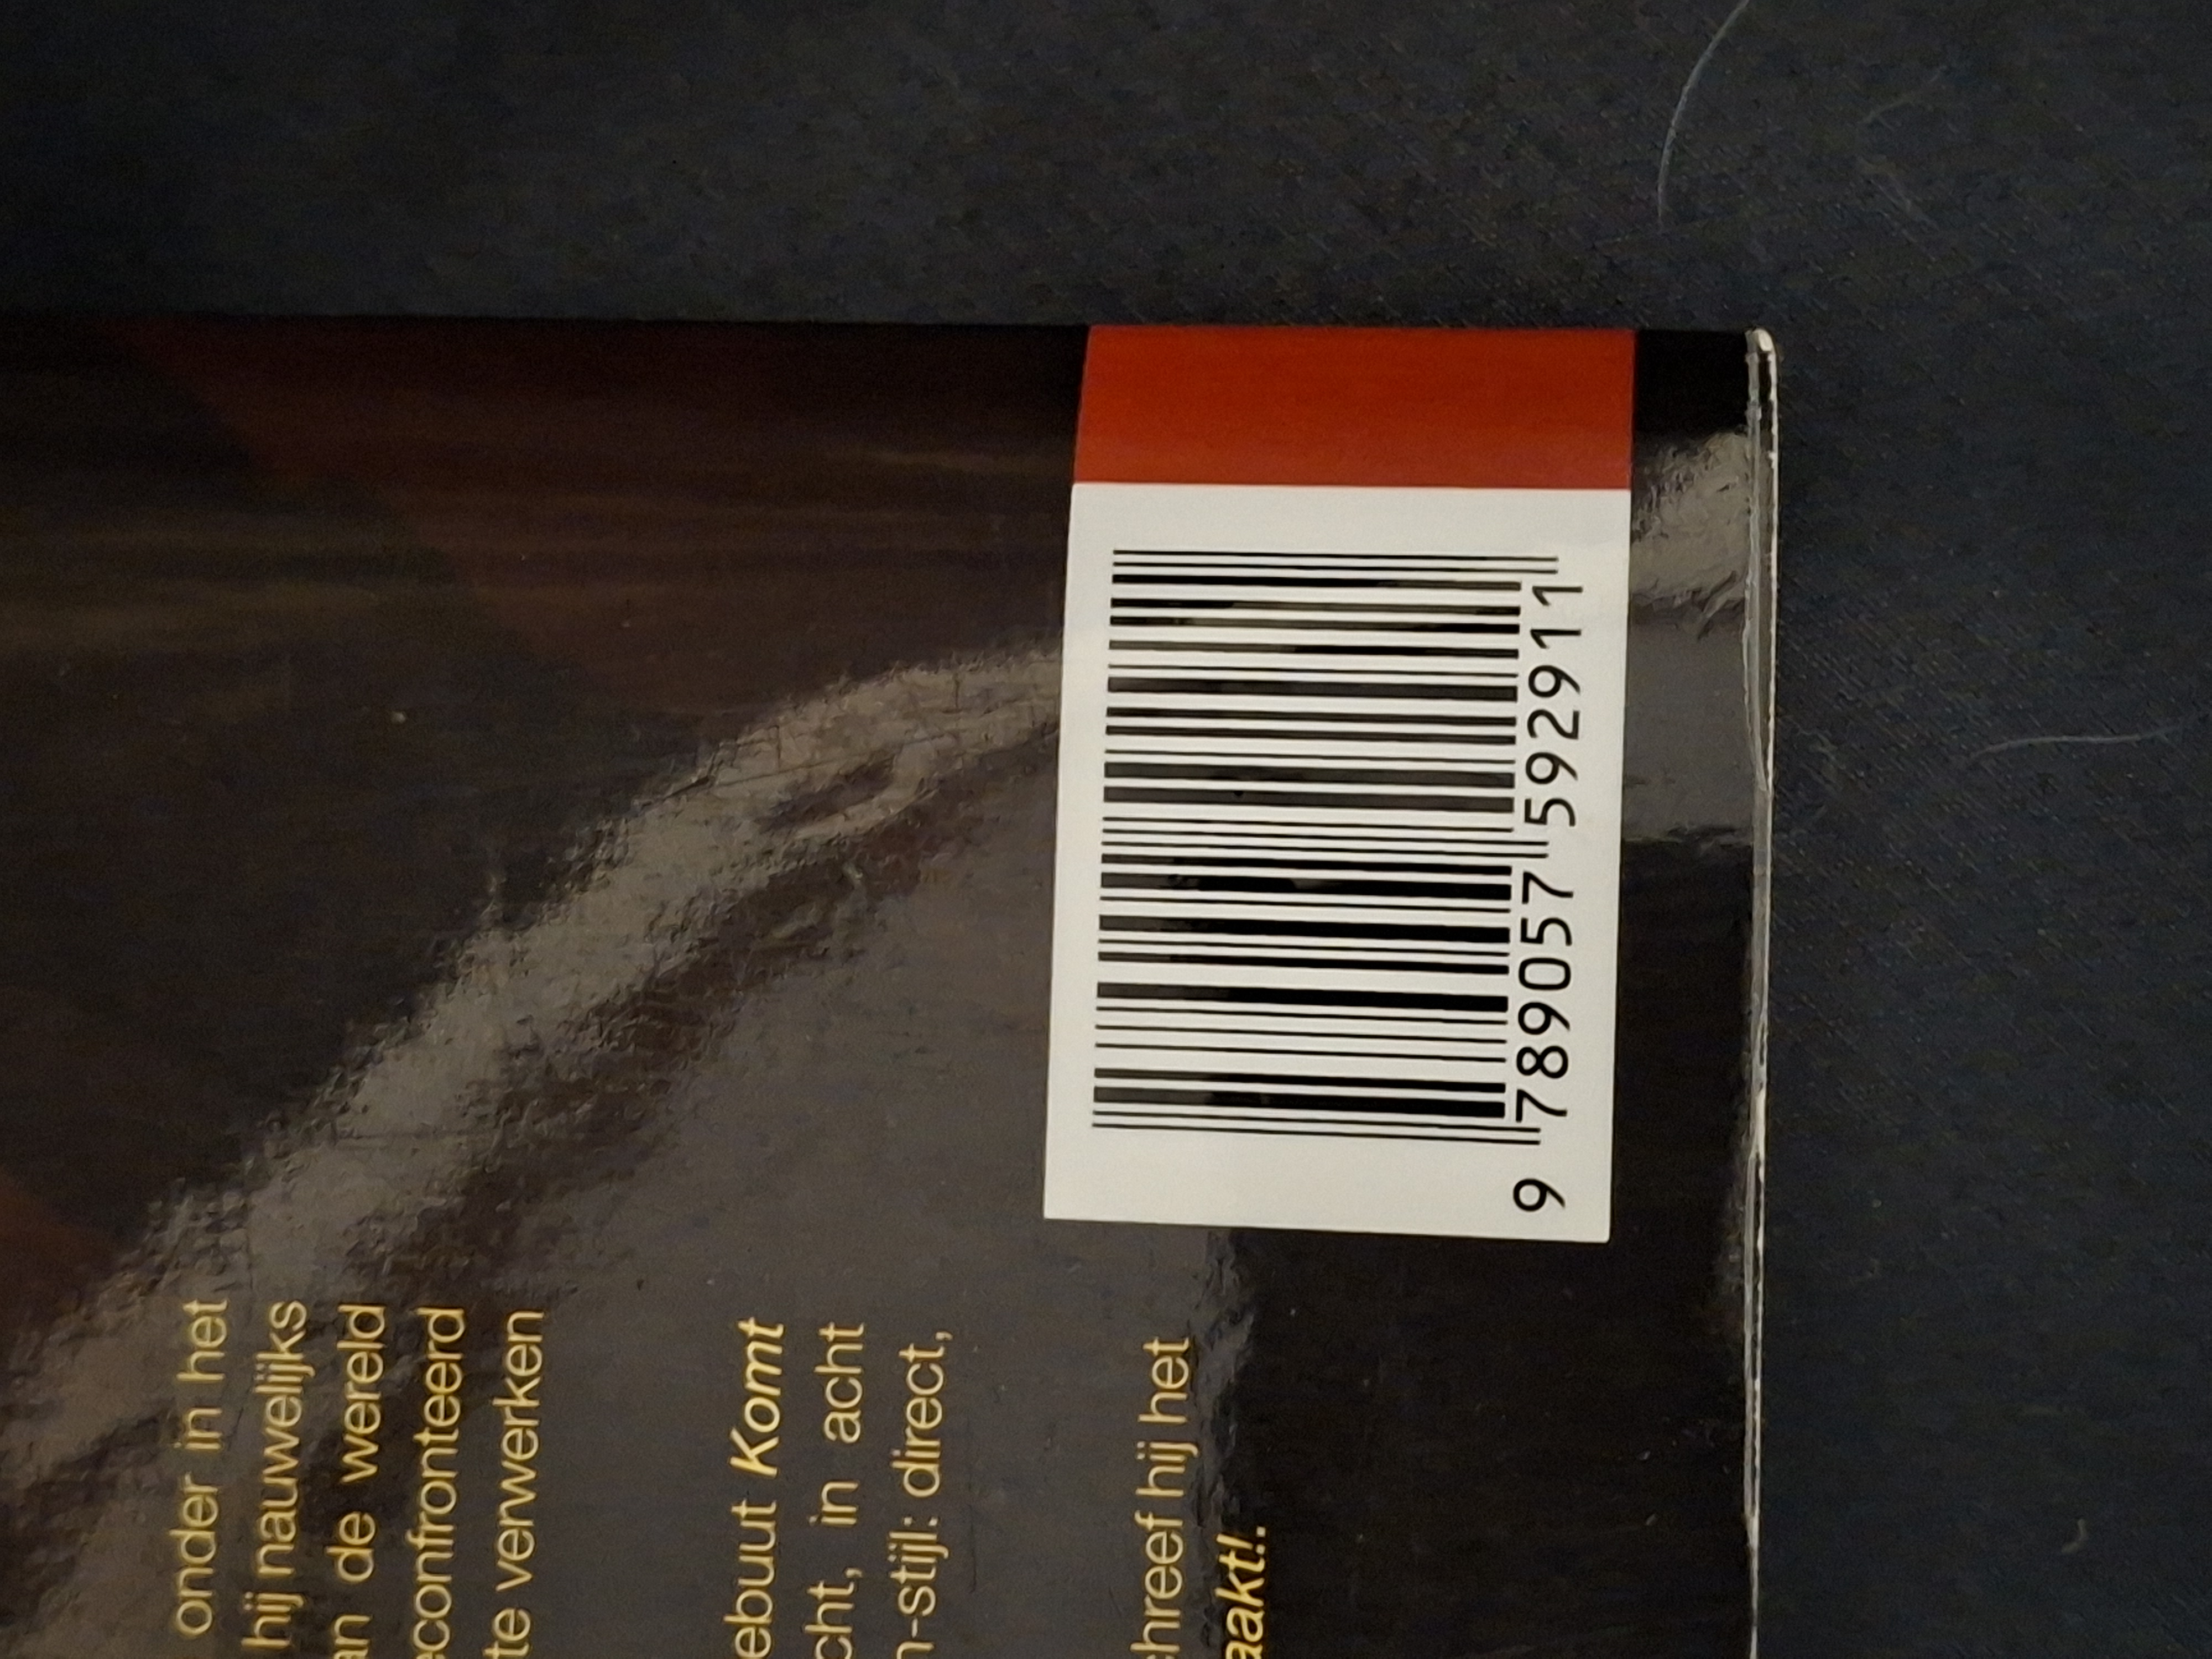 onder in het
hij nauwelijks
an de wereld
econfronteerd
te verwerken
ebuut Komt
cht, in acht
n-stijl: direct,
chreef hij het
aakt!.
9 789057 592911